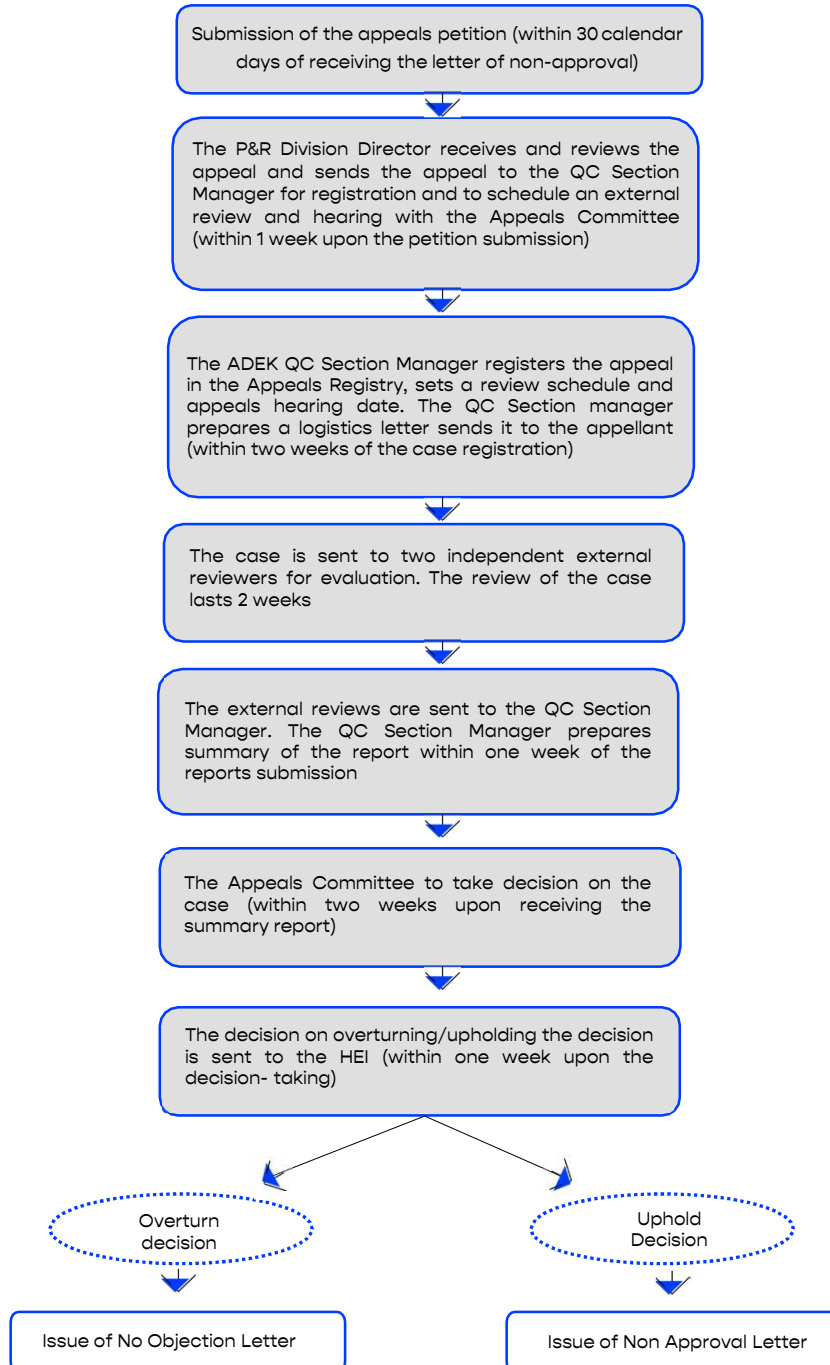 Submission of the appeals petition (within 30 calendar
days of receiving the letter of non-approval)
The P&R Division Director receives and reviews the
appeal and sends the appeal to the QC Section
Manager for registration and to schedule an external
review and hearing with the Appeals Committee
(within 1 week upon the petition submission)
The ADEK QC Section Manager registers the appeal
in the Appeals Registry, sets a review schedule and
appeals hearing date. The QC Section manager
prepares a logistics letter sends it to the appellant
(within two weeks of the case registration)
The case is sent to two independent external
reviewers for evaluation. The review of the case
lasts 2 weeks
The external reviews are sent to the QC Section
Manager. The QC Section Manager prepares
summary of the report within one week of the
reports submission
The Appeals Committee to take decision on the
case (within two weeks upon receiving the
summary report)
The decision on overturning/upholding the decision
is sent to the HEI (within one week upon the
decision- taking)
Overturn
decision
Uphold
Decision
Issue of No Objection Letter
Issue of Non Approval Letter